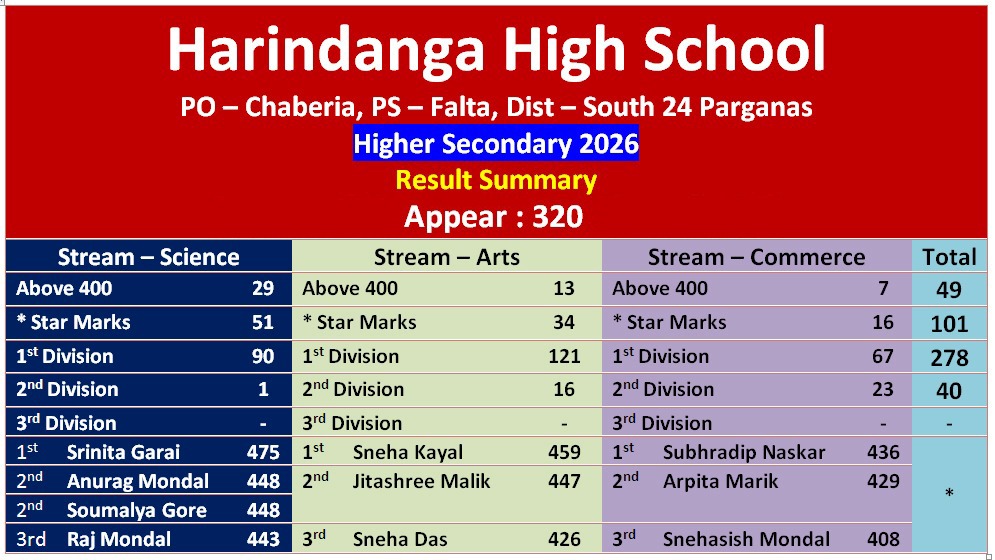 Harindanga High School
PO – Chaberia, PS – Falta, Dist – South 24 Parganas
Higher Secondary 2026
Result Summary
Appear : 320
Stream – Science Stream – Arts Stream – Commerce Total
Above 400 29 Above 400 13 Above 400 7 49
* Star Marks 51 * Star Marks 34 * Star Marks 16 101
1st Division 90 1st Division 121 1st Division 67 278
2nd Division 1 2nd Division 16 2nd Division 23 40
3rd Division - 3rd Division - 3rd Division - -
1st Srinita Garai 475 1st Sneha Kayal 459 1st Subhradip Naskar 436
2nd Anurag Mondal 448 2nd Jitashree Malik 447 2nd Arpita Marik 429 *
2nd Soumalya Gore 448
3rd Raj Mondal 443 3rd Sneha Das 426 3rd Snehasish Mondal 408